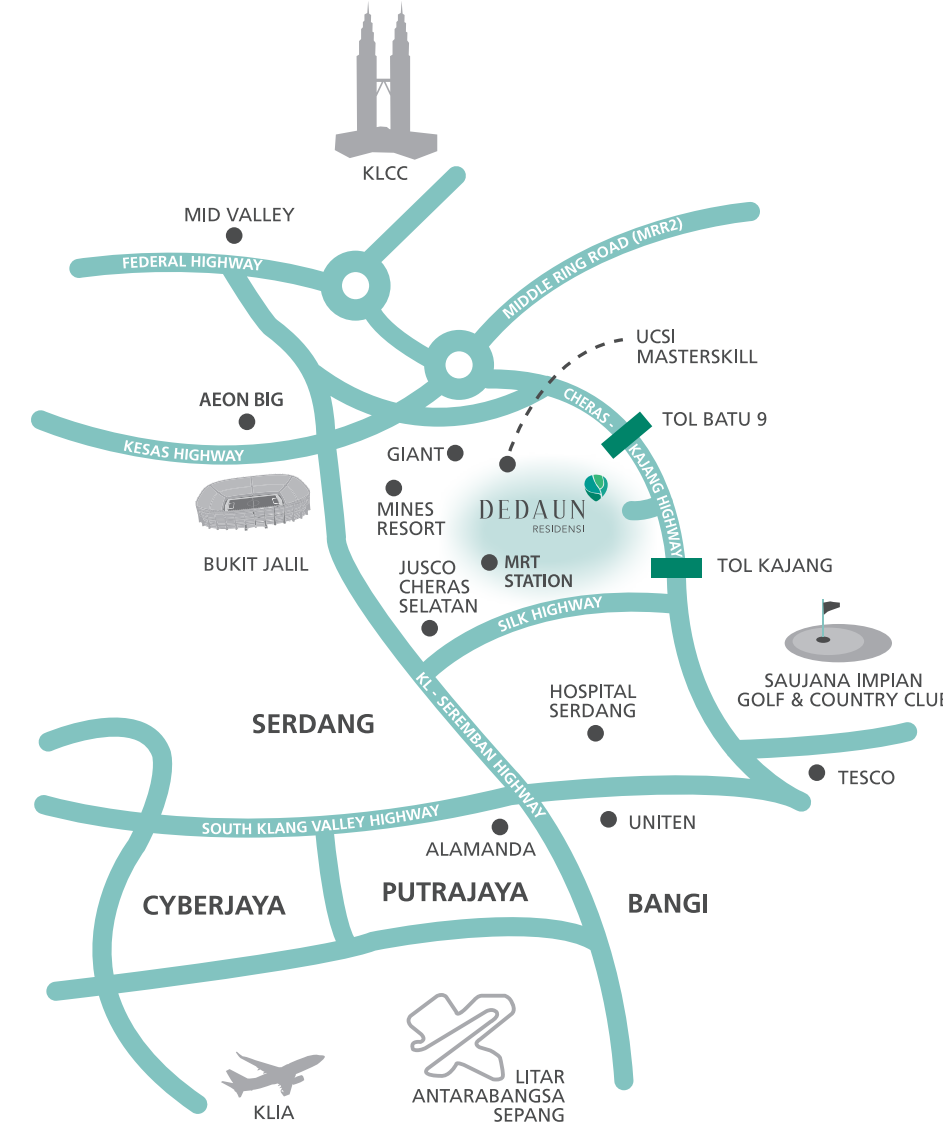 KLCC
MID VALLEY
FEDERAL HIGHWAY
MIDDLE RING ROAD (MRR2)
UCSI
MASTERSKILL
AEON BIG
CHERAS -
KAJANG HIGHWAY
TOL BATU 9
KESAS HIGHWAY
GIANT
MINES
RESORT
DEDAUN
RESIDENSI
BUKIT JALIL
JUSCO
CHERAS
SELATAN
MRT
STATION
TOL KAJANG
SILK HIGHWAY
SAUJANA IMPIAN
GOLF & COUNTRY CLUB
HOSPITAL
SERDANG
SERDANG
KL - SEREMBAN HIGHWAY
TESCO
SOUTH KLANG VALLEY HIGHWAY
UNITEN
ALAMANDA
CYBERJAYA
PUTRAJAYA
BANGI
LITAR
ANTARABANGSA
SEPANG
KLIA